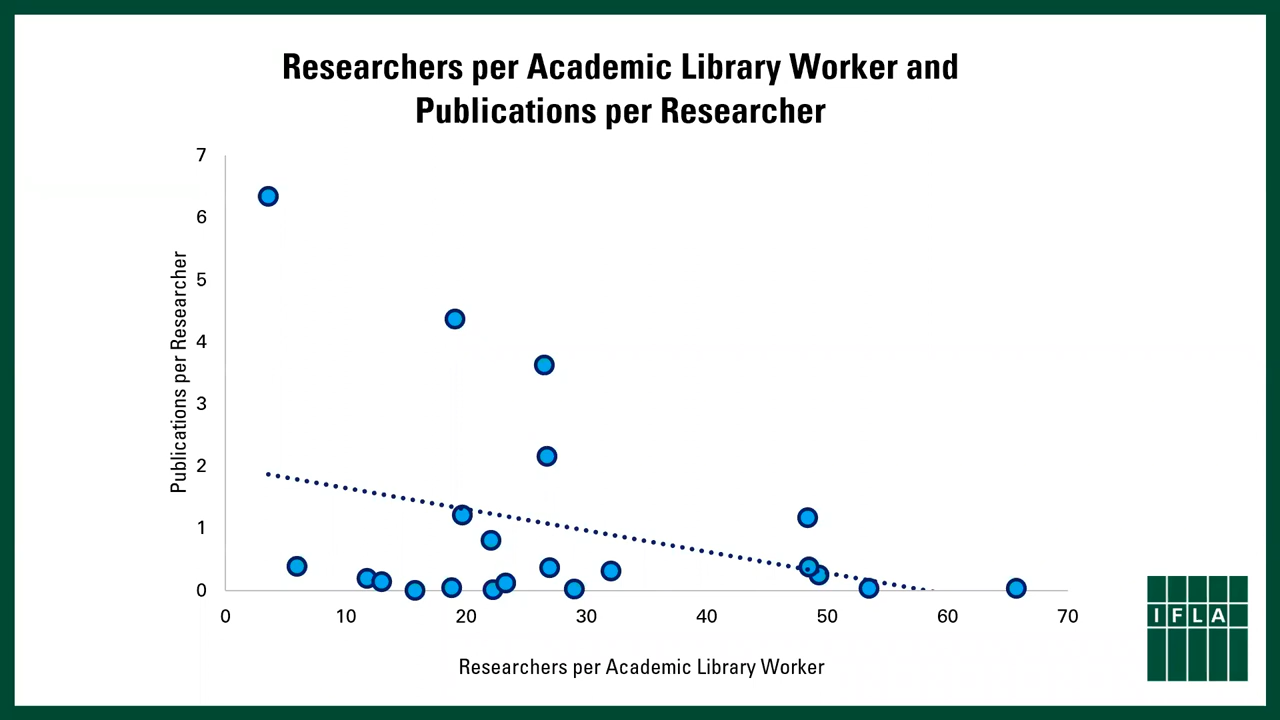 Researchers per Academic Library Worker and
Publications per Researcher
Publications per Researcher
7
6
5
4
3
2
1
0
0 10 20 30 40 50 60 70
Researchers per Academic Library Worker
IFLA